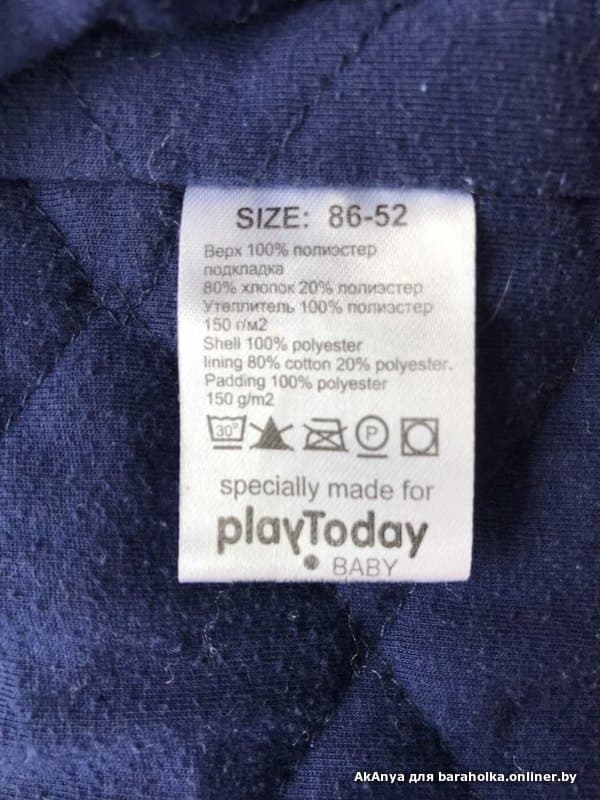 SIZE: 86-52
Верх 100% полиэстер
подкладка
80% хлопок 20% полиэстер
Утеплитель 100% полиэстер
150 г/м2
Shell 100% polyester
lining 80% cotton 20% polyester.
Padding 100% polyester
150 g/m2
30°
P
specially made for
playToday
BABY
AkAnya для baraholka.onliner.by